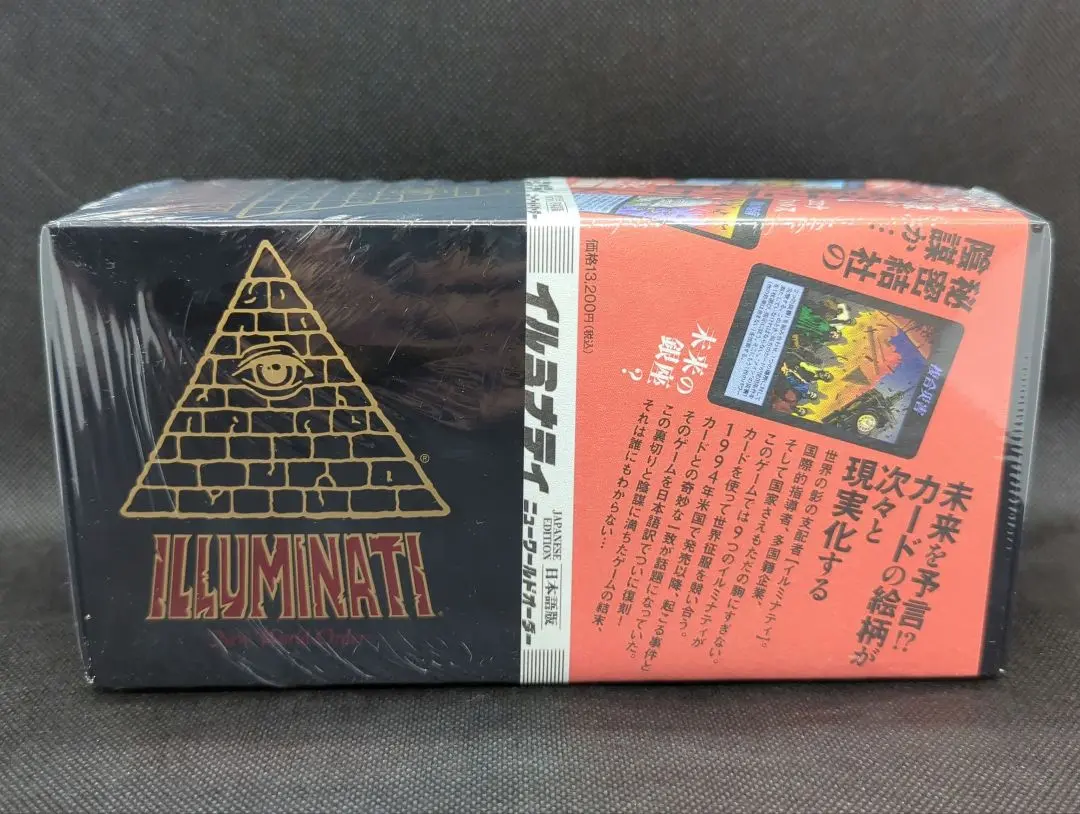 ILLUMINATI
New World Order
®
イルミナティ
ニューワールドオーダー
JAPANESE
EDITION
日本語版
価格13,200円(税込)
秘密結社の
陰謀か…
未来の
銀座?
複合災害
未来を予言!?
カードの絵柄が
次々と
現実化する
世界の影の支配者「イルミナティ」。
国際的指導者、多国籍企業、
そして国家さえもただの駒にすぎない。
このゲームでは9つのイルミナティが
カードを使って世界征服を競い合う。
1994年米国で発売以降、起こる事件と
カードとの奇妙な一致が話題になっていた。
そのゲームを日本語訳でついに復刻!
この裏切りと陰謀に満ちたゲームの結末、
それは誰にもわからない…